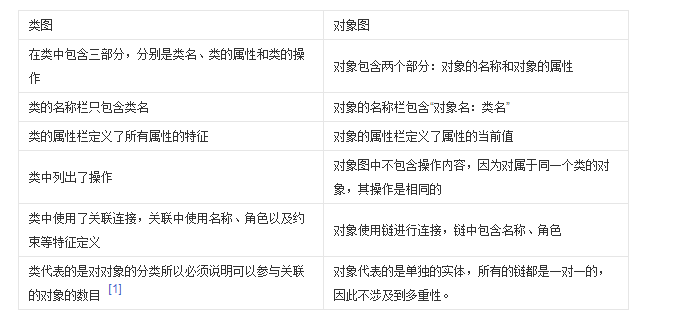 类图
对象图
在类中包含三部分，分别是类名、类的属性和类的操
作
对象包含两个部分：对象的名称和对象的属性
类的名称栏只包含类名
对象的名称栏包含“对象名：类名”
类的属性栏定义了所有属性的特征
对象的属性栏定义了属性的当前值
类中列出了操作
对象图中不包含操作内容，因为对属于同一个类的对
象，其操作是相同的
类中使用了关联连接，关联中使用名称、角色以及约
束等特征定义
对象使用链进行连接，链中包含名称、角色
类代表的是对对象的分类所以必须说明可以参与关联
的对象的数目 [1]
对象代表的是单独的实体，所有的链都是一对一的，
因此不涉及到多重性。